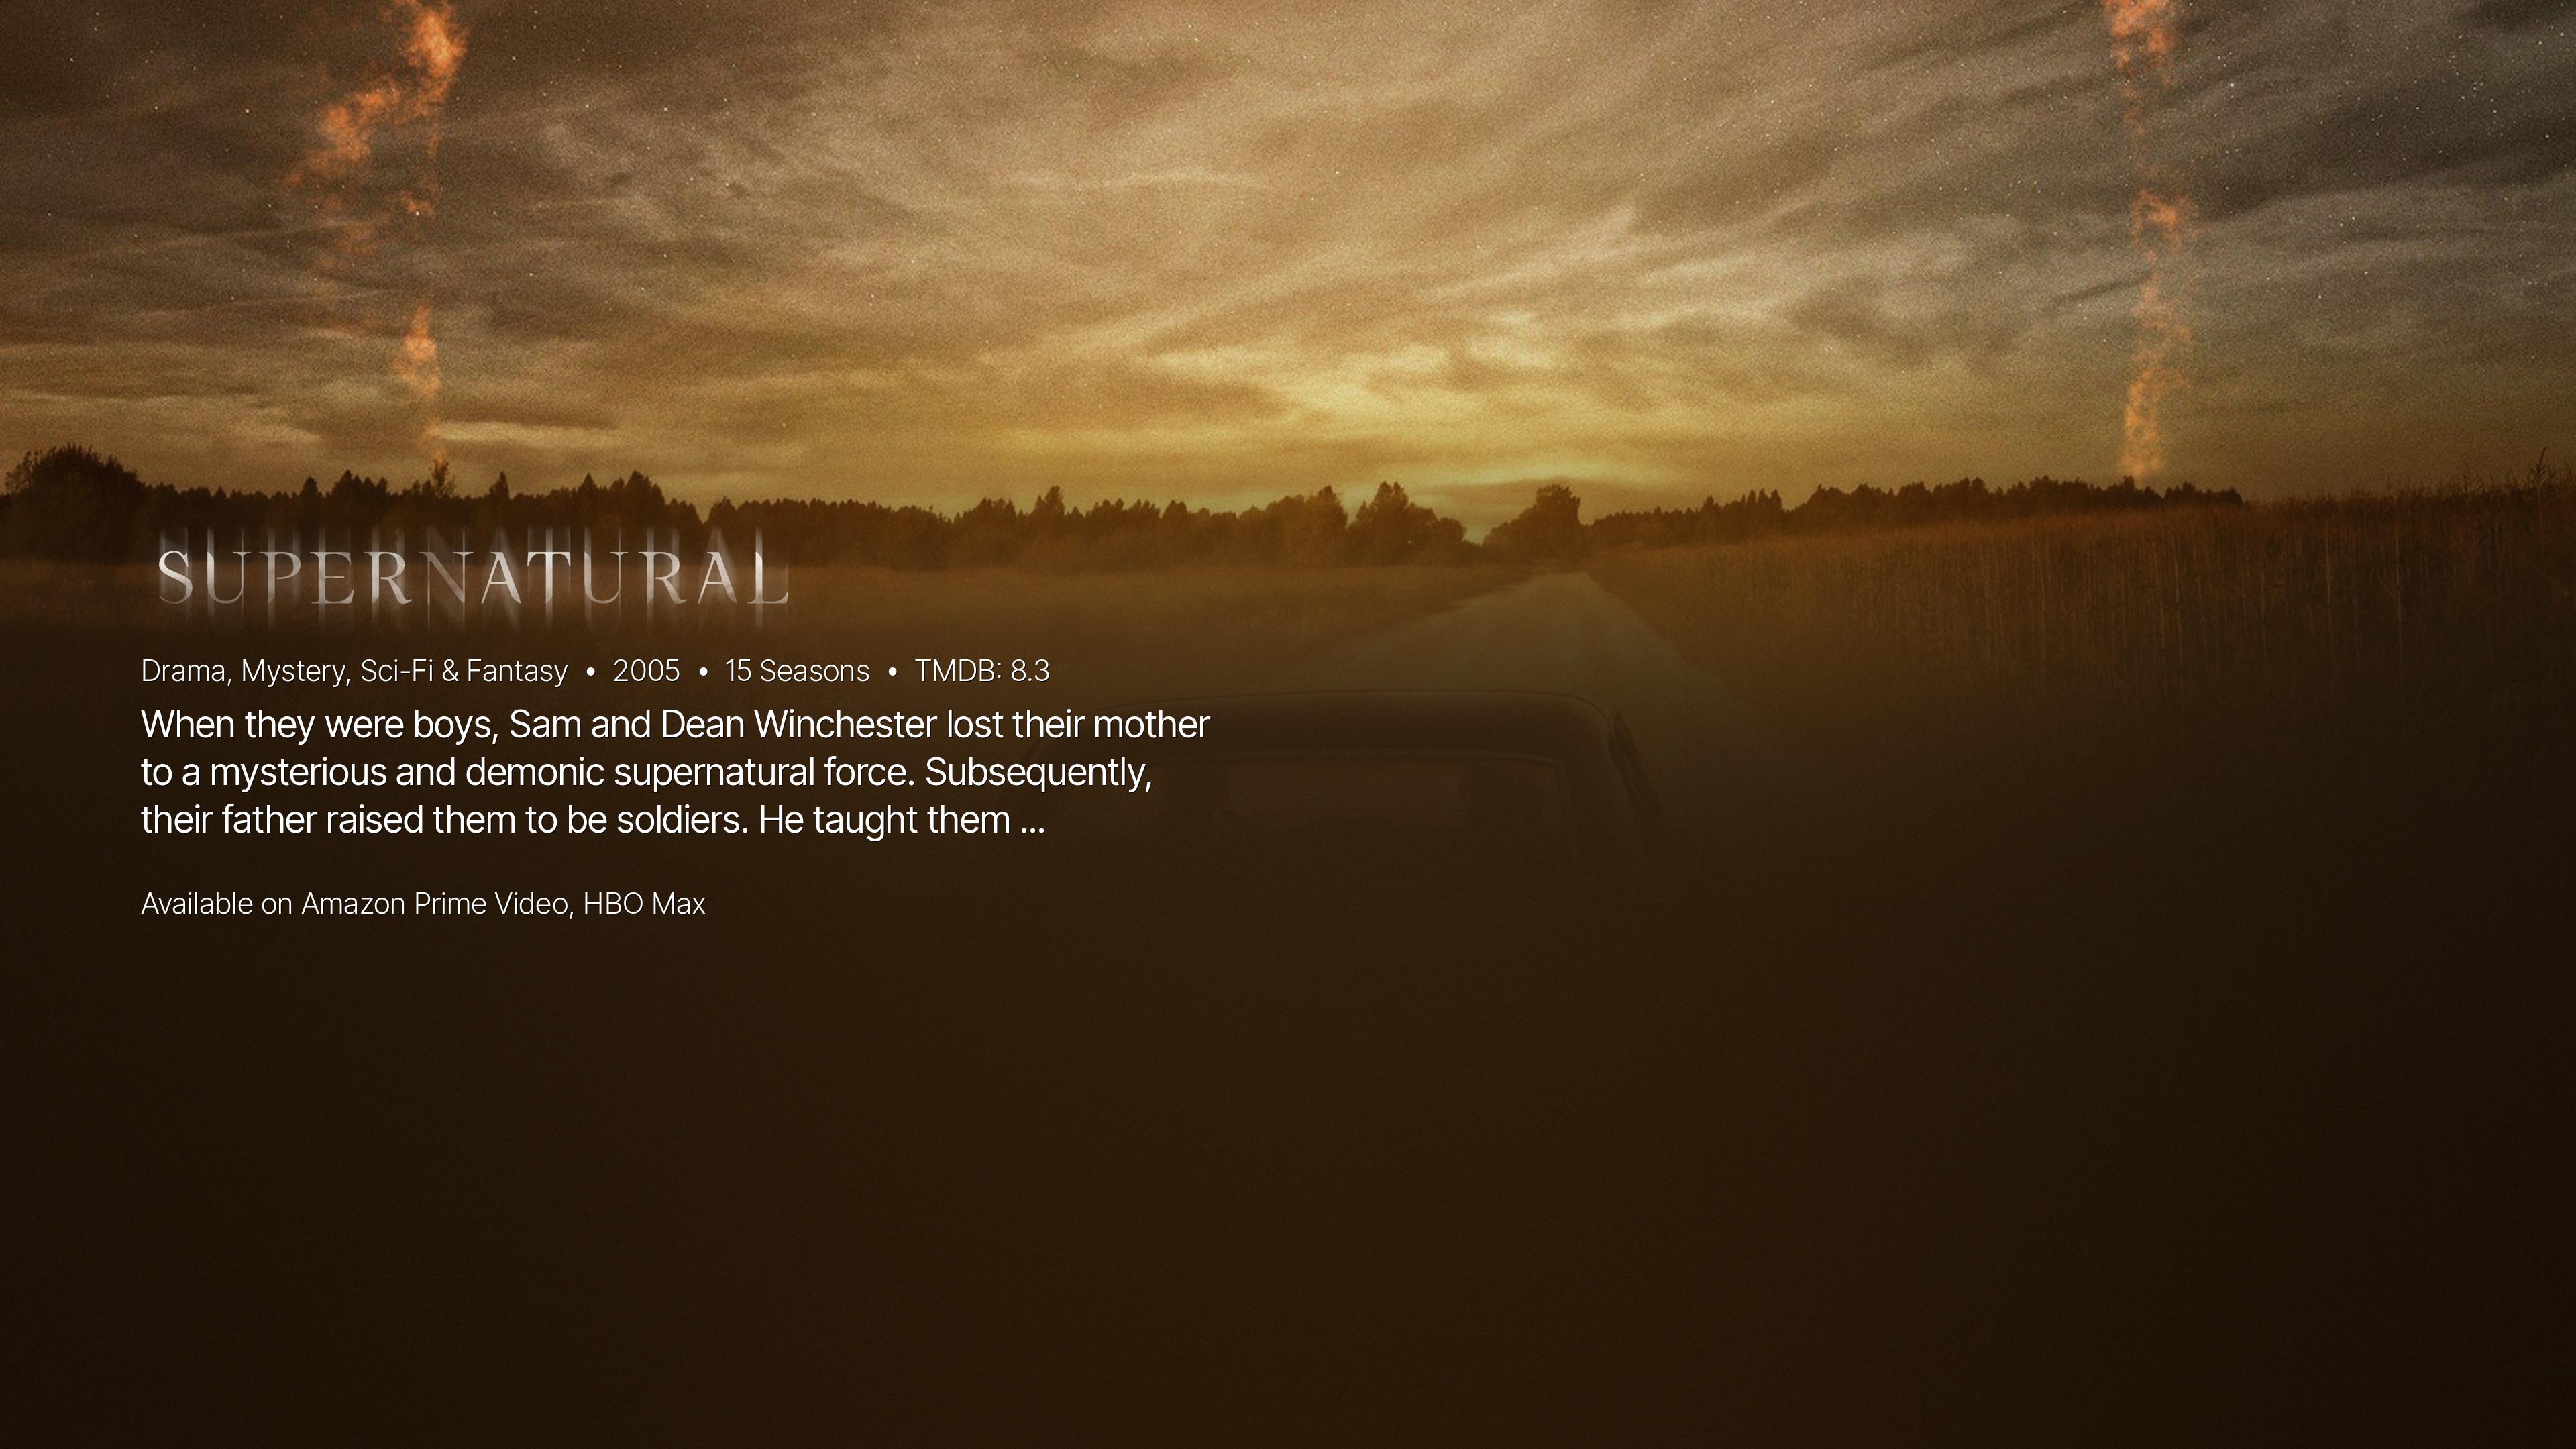 SUPERNATURAL
Drama, Mystery, Sci-Fi & Fantasy • 2005 • 15 Seasons • TMDB: 8.3
When they were boys, Sam and Dean Winchester lost their mother
to a mysterious and demonic supernatural force. Subsequently,
their father raised them to be soldiers. He taught them ...
Available on Amazon Prime Video, HBO Max